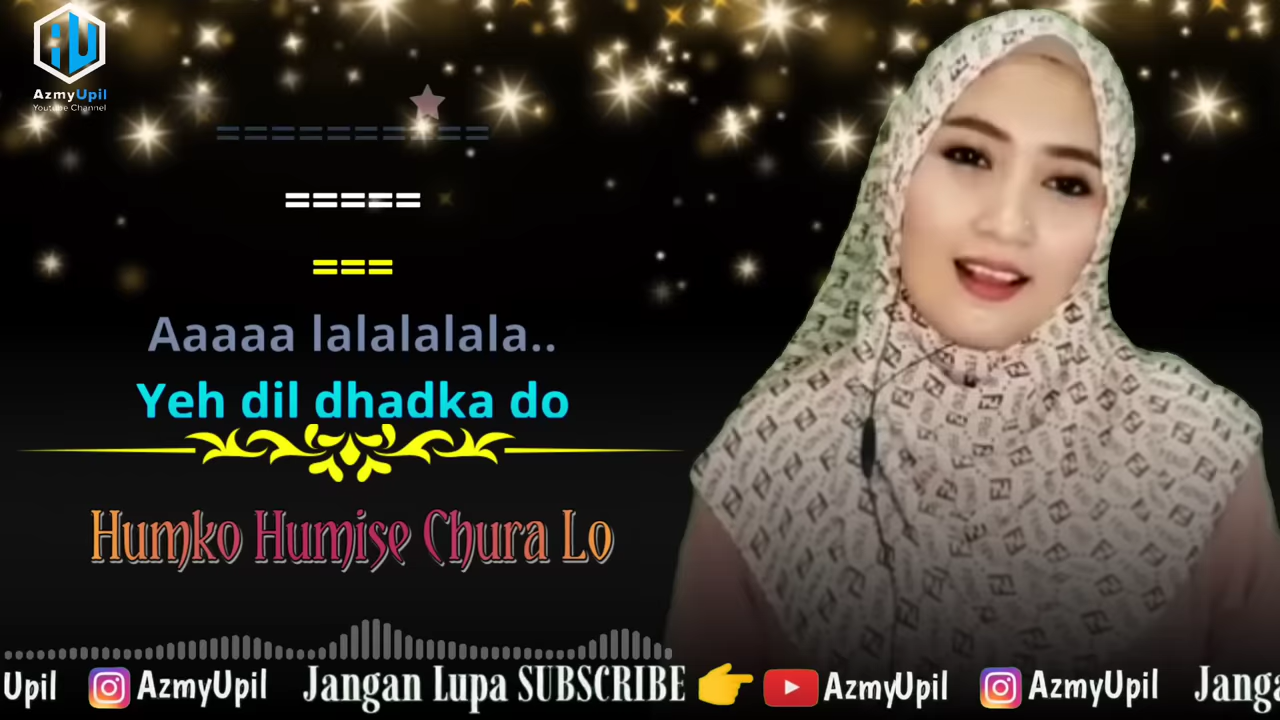 AzmyUpil
Youtube Channel
==========
=====
===
Aaaaa lalalalala..
Yeh dil dhadka do
Humko Humise Chura Lo
Upil AzmyUpil Jangan Lupa SUBSCRIBE AzmyUpil AzmyUpil Janga